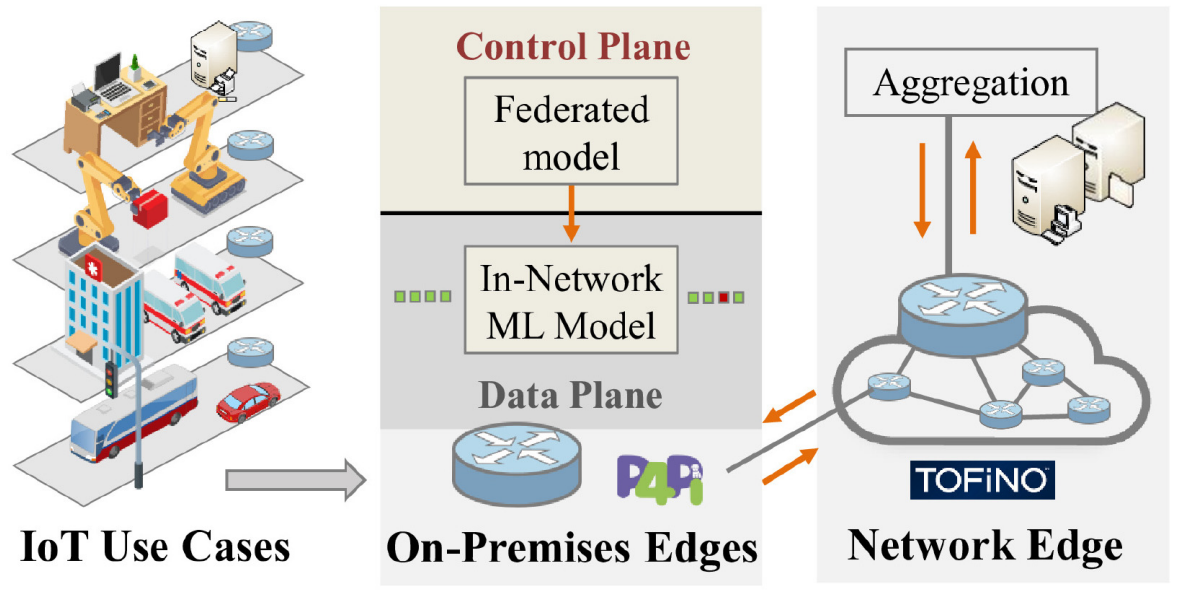 Control Plane
Federated
model
In-Network
ML Model
Data Plane
P4Pi
Aggregation
TOFiNO
IoT Use Cases
On-Premises Edges
Network Edge